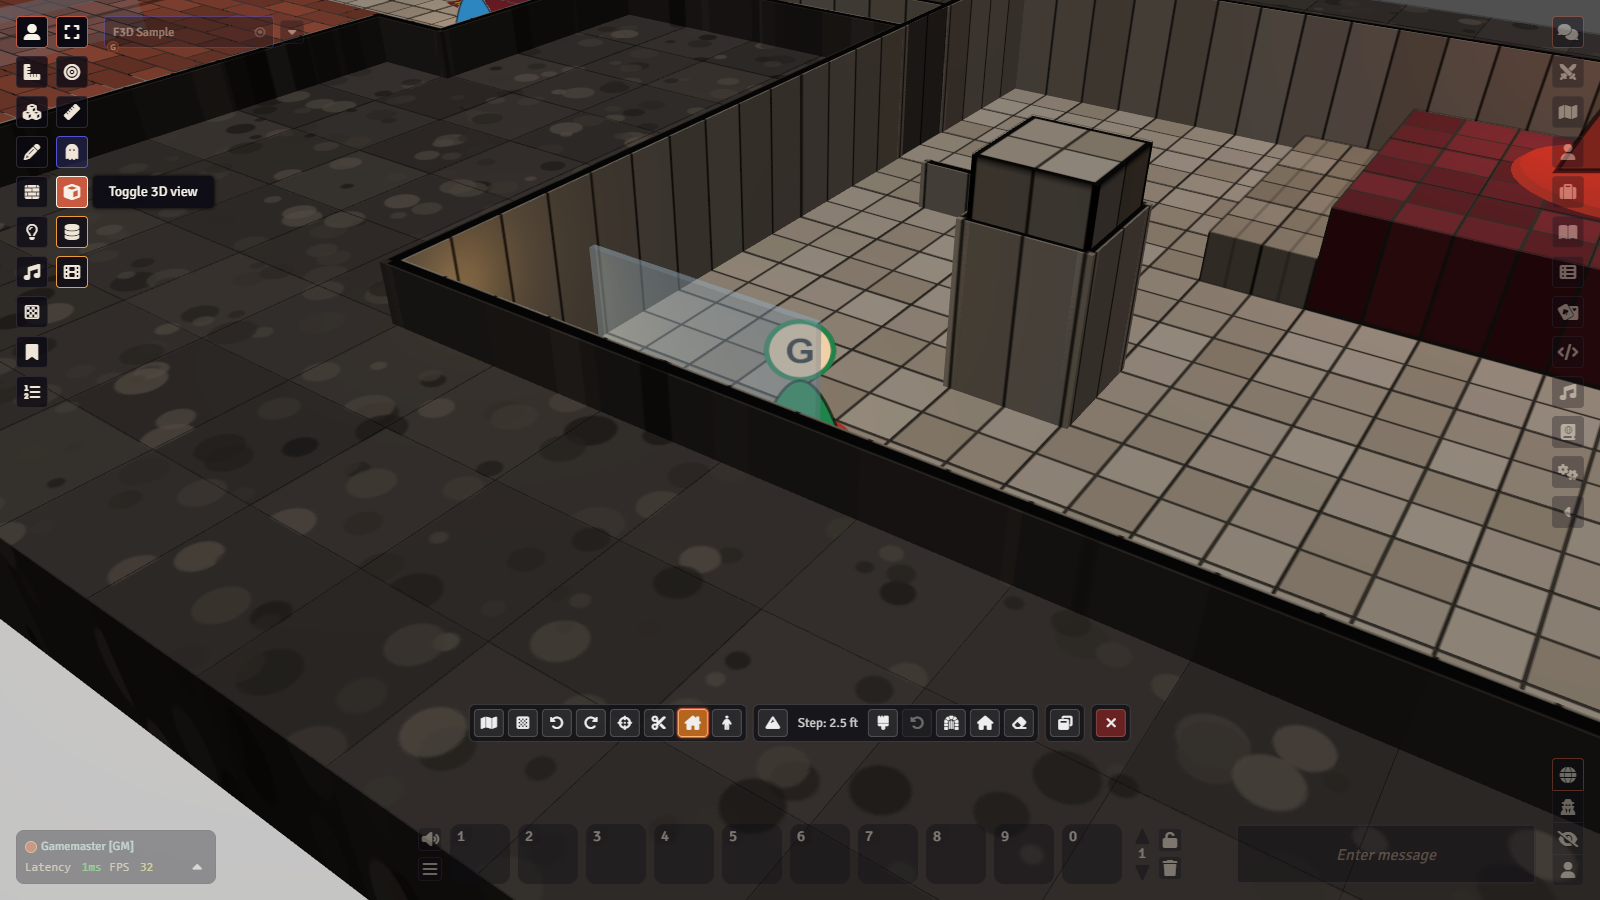 F3D Sample
G
Toggle 3D view
G
Step: 2.5 ft
Gamemaster [GM]
Latency 1ms FPS 32
1 2 3 4 5 6 7 8 9 0
1
Enter message